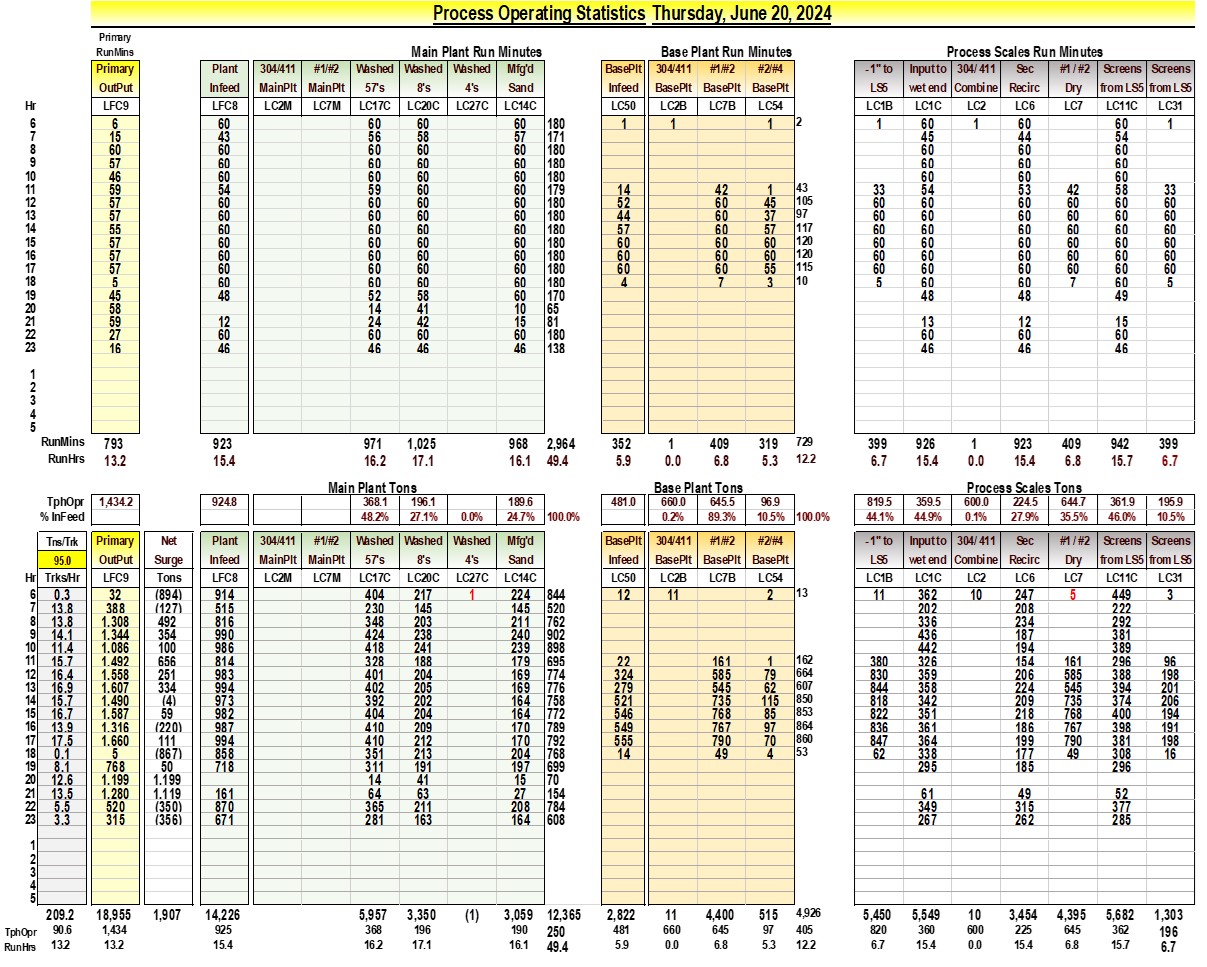 Process Operating Statistics Thursday, June 20, 2024
Primary
RunMins Main Plant Run Minutes Base Plant Run Minutes Process Scales Run Minutes
Primary Plant 304/411 #1/#2 Washed Washed Washed Mfg'd BasePlt 304/411 #1/#2 #2/#4 -1" to Input to 304/ 411 Sec #1 / #2 Screens Screens
OutPut Infeed MainPlt MainPlt 57's 8's 4's Sand Infeed BasePlt BasePlt BasePlt LS5 wet end Combine Recirc Dry from LS5 from LS5
Hr LFC9 LFC8 LC2M LC7M LC17C LC20C LC27C LC14C LC50 LC2B LC7B LC54 LC1B LC1C LC2 LC6 LC7 LC11C LC31
6 6 60 60 60 60 180 1 1 1 2 1 60 1 60 60 1
7 15 43 56 58 57 171 45 44 54
8 60 60 60 60 60 180 60 60 60
9 57 60 60 60 60 180 60 60 60
10 46 60 60 60 60 180 60 60 60
11 59 54 59 60 60 179 14 42 1 43 33 54 53 42 58 33
12 57 60 60 60 60 180 52 60 45 105 60 60 60 60 60 60
13 57 60 60 60 60 180 44 60 37 97 60 60 60 60 60 60
14 55 60 60 60 60 180 57 60 57 117 60 60 60 60 60 60
15 57 60 60 60 60 180 60 60 60 120 60 60 60 60 60 60
16 57 60 60 60 60 180 60 60 60 120 60 60 60 60 60 60
17 57 60 60 60 60 180 60 60 55 115 60 60 60 60 60 60
18 5 60 60 60 60 180 4 7 3 10 5 60 60 7 60 5
19 45 48 52 58 60 170 48 48 49
20 58 14 41 10 65
21 59 12 24 42 15 81 13 12 15
22 27 60 60 60 60 180 60 60 60
23 16 46 46 46 46 138 46 46 46
1
2
3
4
5
RunMins 793 923 971 1,025 968 2,964 352 1 409 319 729 399 926 1 923 409 942 399
RunHrs 13.2 15.4 16.2 17.1 16.1 49.4 5.9 0.0 6.8 5.3 12.2 6.7 15.4 0.0 15.4 6.8 15.7 6.7
Main Plant Tons Base Plant Tons Process Scales Tons
TphOpr 1,434.2 924.8 368.1 196.1 189.6 481.0 660.0 645.5 96.9 819.5 359.5 600.0 224.5 644.7 361.9 195.9
% InFeed 48.2% 27.1% 0.0% 24.7% 100.0% 0.2% 89.3% 10.5% 100.0% 44.1% 44.9% 0.1% 27.9% 35.5% 46.0% 10.5%
Tns/Trk Primary Net Plant 304/411 #1/#2 Washed Washed Washed Mfg'd BasePlt 304/411 #1/#2 #2/#4 -1" to Input to 304/ 411 Sec #1 / #2 Screens Screens
95.0 OutPut Surge Infeed MainPlt MainPlt 57's 8's 4's Sand Infeed BasePlt BasePlt BasePlt LS5 wet end Combine Recirc Dry from LS5 from LS5
Hr Trks/Hr LFC9 Tons LFC8 LC2M LC7M LC17C LC20C LC27C LC14C LC50 LC2B LC7B LC54 LC1B LC1C LC2 LC6 LC7 LC11C LC31
6 0.3 32 (894) 914 404 217 1 224 844 12 11 2 13 11 362 10 247 5 449 3
7 13.8 388 (127) 515 230 145 145 520 202 208 222
8 13.8 1.308 492 816 348 203 211 762 336 234 292
9 14.1 1.344 354 990 424 238 240 902 436 187 381
10 11.4 1.086 100 986 418 241 239 898 442 194 389
11 15.7 1.492 656 814 328 188 179 695 22 161 1 162 380 326 154 161 296 96
12 16.4 1.558 251 983 401 204 169 774 324 585 79 664 830 359 206 585 388 198
13 16.9 1.607 334 994 402 205 169 776 279 545 62 607 844 358 224 545 394 201
14 15.7 1.490 (4) 973 392 202 164 758 521 735 115 850 818 342 209 735 374 206
15 16.7 1.587 59 982 404 204 164 772 546 768 85 853 822 351 218 768 400 194
16 13.9 1.316 (220) 987 410 209 170 789 549 767 97 864 836 361 186 767 398 191
17 17.5 1.660 111 994 410 212 170 792 555 790 70 860 847 364 199 790 381 198
18 0.1 5 (867) 858 351 213 204 768 14 49 4 53 62 338 177 49 308 16
19 8.1 768 50 718 311 191 197 699 295 185 296
20 12.6 1.199 1.199 14 41 15 70
21 13.5 1.280 1.119 161 64 63 27 154 61 49 52
22 5.5 520 (350) 870 365 211 208 784 349 315 377
23 3.3 315 (356) 671 281 163 164 608 267 262 285
1
2
3
4
5
209.2 18,955 1,907 14,226 5,957 3,350 (1) 3,059 12,365 2,822 11 4,400 515 4,926 5,450 5,549 10 3,454 4,395 5,682 1,303
TphOpr 90.6 1,434 925 368 196 190 250 481 660 645 97 405 820 360 600 225 645 362 196
RunHrs 13.2 13.2 15.4 16.2 17.1 16.1 49.4 5.9 0.0 6.8 5.3 12.2 6.7 15.4 0.0 15.4 6.8 15.7 6.7